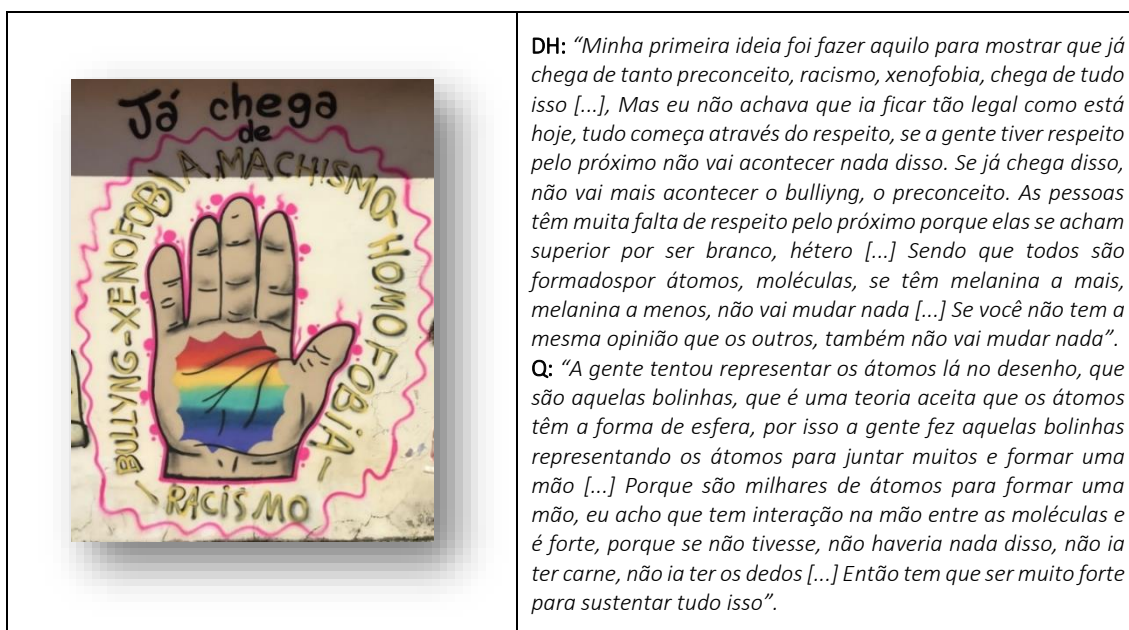 Já chega
de
- BULLYNG-XENOFOBIA, MACHISMO-HOMOFOBIA-
RACISMO
DH: “Minha primeira ideia foi fazer aquilo para mostrar que já
chega de tanto preconceito, racismo, xenofobia, chega de tudo
isso [...], Mas eu não achava que ia ficar tão legal como está
hoje, tudo começa através do respeito, se a gente tiver respeito
pelo próximo não vai acontecer nada disso. Se já chega disso,
não vai mais acontecer o bulliyng, o preconceito. As pessoas
têm muita falta de respeito pelo próximo porque elas se acham
superior por ser branco, hétero [...] Sendo que todos são
formadospor átomos, moléculas, se têm melanina a mais,
melanina a menos, não vai mudar nada [...] Se você não tem a
mesma opinião que os outros, também não vai mudar nada”.
Q: “A gente tentou representar os átomos lá no desenho, que
são aquelas bolinhas, que é uma teoria aceita que os átomos
têm a forma de esfera, por isso a gente fez aquelas bolinhas
representando os átomos para juntar muitos e formar uma
mão [...] Porque são milhares de átomos para formar uma
mão, eu acho que tem interação na mão entre as moléculas e
é forte, porque se não tivesse, não haveria nada disso, não ia
ter carne, não ia ter os dedos [...] Então tem que ser muito forte
para sustentar tudo isso”.